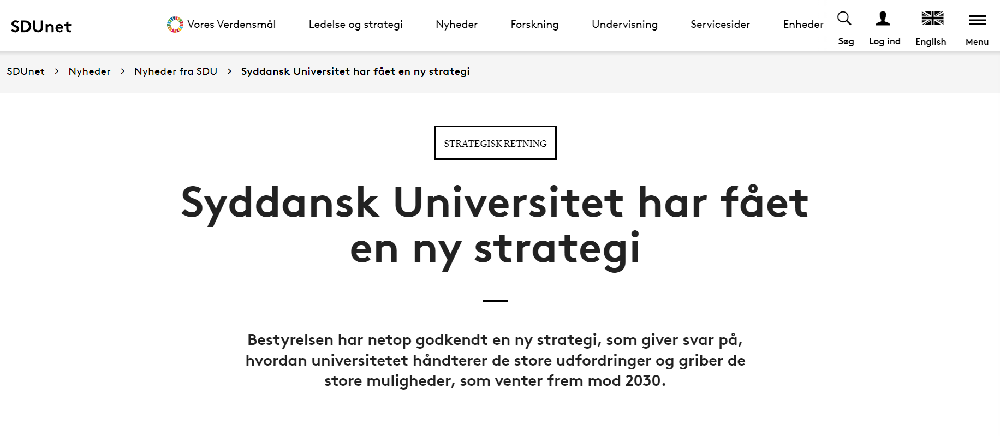 SDUnet
Vores Verdensmål
Ledelse og strategi
Nyheder
Forskning
Undervisning
Servicesider
Enheder
Søg
Log ind
English
Menu
SDUnet > Nyheder > Nyheder fra SDU > Syddansk Universitet har fået en ny strategi
STRATEGISK RETNING
Syddansk Universitet har fået
en ny strategi
Bestyrelsen har netop godkendt en ny strategi, som giver svar på,
hvordan universitetet håndterer de store udfordringer og griber de
store muligheder, som venter frem mod 2030.